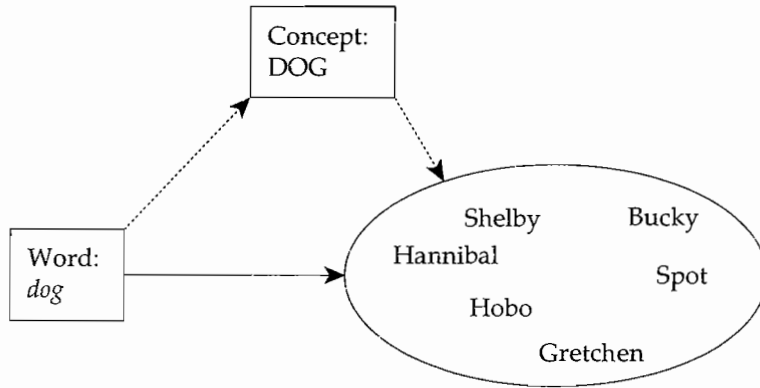 Concept:
DOG
Word:
dog
Shelby
Bucky
Hannibal
Spot
Hobo
Gretchen